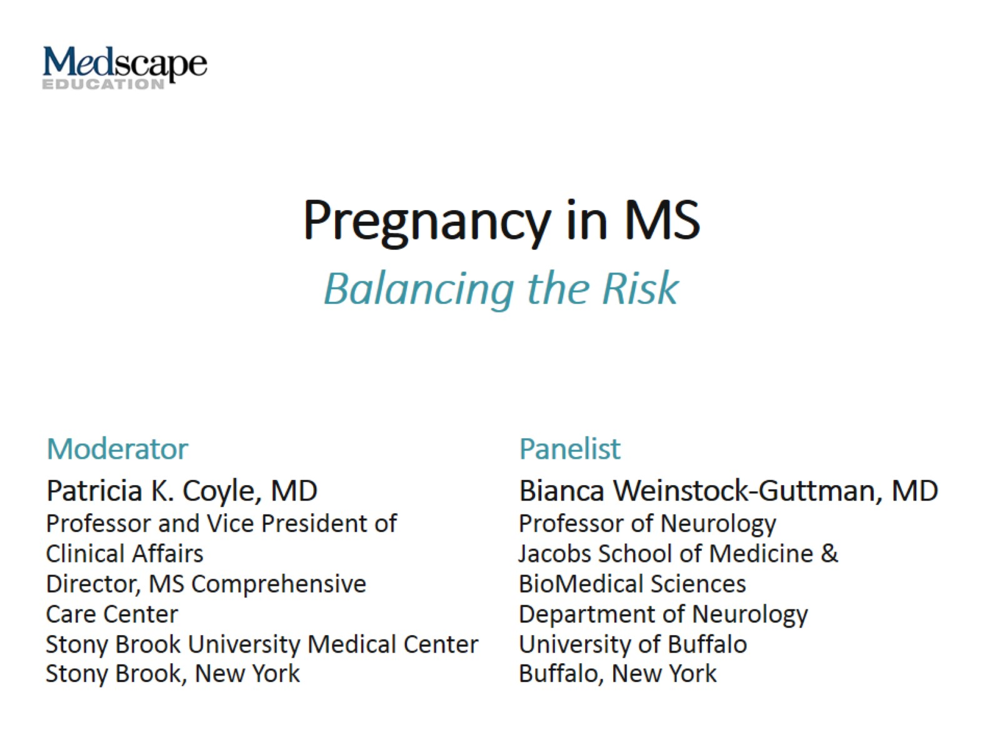 Medscape
EDUCATION
Pregnancy in MS
Balancing the Risk
Moderator
Patricia K. Coyle, MD
Professor and Vice President of
Clinical Affairs
Director, MS Comprehensive
Care Center
Stony Brook University Medical Center
Stony Brook, New York
Panelist
Bianca Weinstock-Guttman, MD
Professor of Neurology
Jacobs School of Medicine &
BioMedical Sciences
Department of Neurology
University of Buffalo
Buffalo, New York